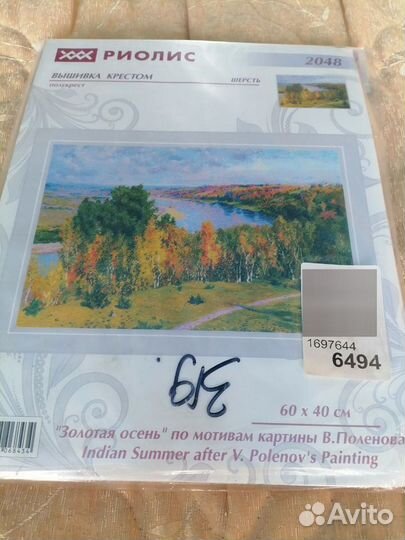 РИОЛИС
2048
ВЫШИВКА КРЕСТОМ
ШЕРСТЬ
полукрест
1697644
6494
60 x 40 см
"Золотая осень" по мотивам картины В.Поленова
Indian Summer after V. Polenov's Painting
068434
Avito